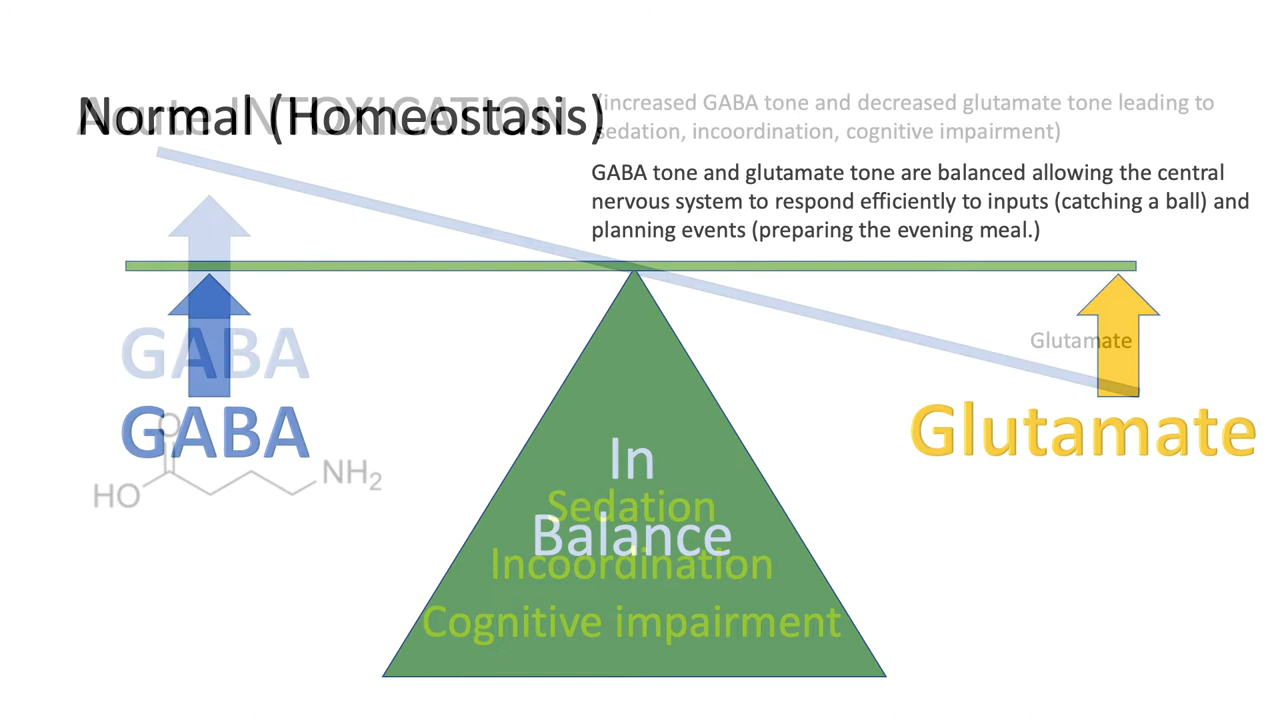 Normal (Homeostasis)
Acute INTOXICATION
(increased GABA tone and decreased glutamate tone leading to
sedation, incoordination, cognitive impairment)
GABA tone and glutamate tone are balanced allowing the central
nervous system to respond efficiently to inputs (catching a ball) and
planning events (preparing the evening meal.)
Glutamate
GABA
GABA
Glutamate
HO
O
NH2
In
Balance
Sedation
Incoordination
Cognitive impairment